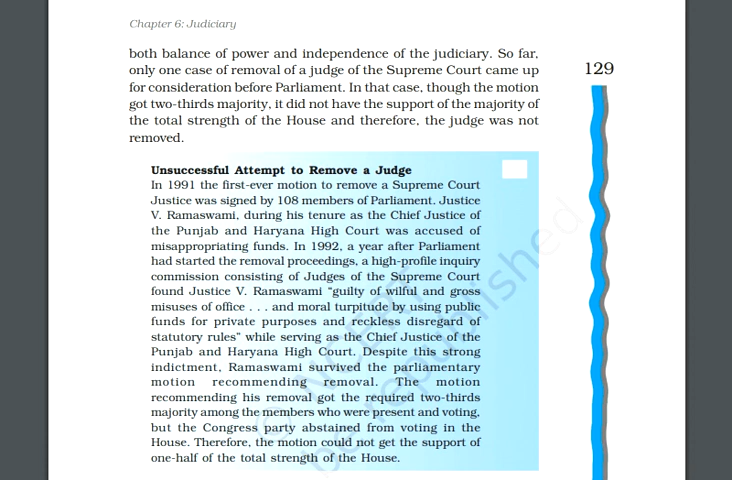 Chapter 6: Judiciary
both balance of power and independence of the judiciary. So far,
only one case of removal of a judge of the Supreme Court came up
for consideration before Parliament. In that case, though the motion
got two-thirds majority, it did not have the support of the majority of
the total strength of the House and therefore, the judge was not
removed.
129
Unsuccessful Attempt to Remove a Judge
In 1991 the first-ever motion to remove a Supreme Court
Justice was signed by 108 members of Parliament. Justice
V. Ramaswami, during his tenure as the Chief Justice of
the Punjab and Haryana High Court was accused of
misappropriating funds. In 1992, a year after Parliament
had started the removal proceedings, a high-profile inquiry
commission consisting of Judges of the Supreme Court
found Justice V. Ramaswami “guilty of wilful and gross
misuses of office . . . and moral turpitude by using public
funds for private purposes and reckless disregard of
statutory rules” while serving as the Chief Justice of the
Punjab and Haryana High Court. Despite this strong
indictment, Ramaswami survived the parliamentary
motion recommending removal. The motion
recommending his removal got the required two-thirds
majority among the members who were present and voting,
but the Congress party abstained from voting in the
House. Therefore, the motion could not get the support of
one-half of the total strength of the House.
© NCERT
be republished